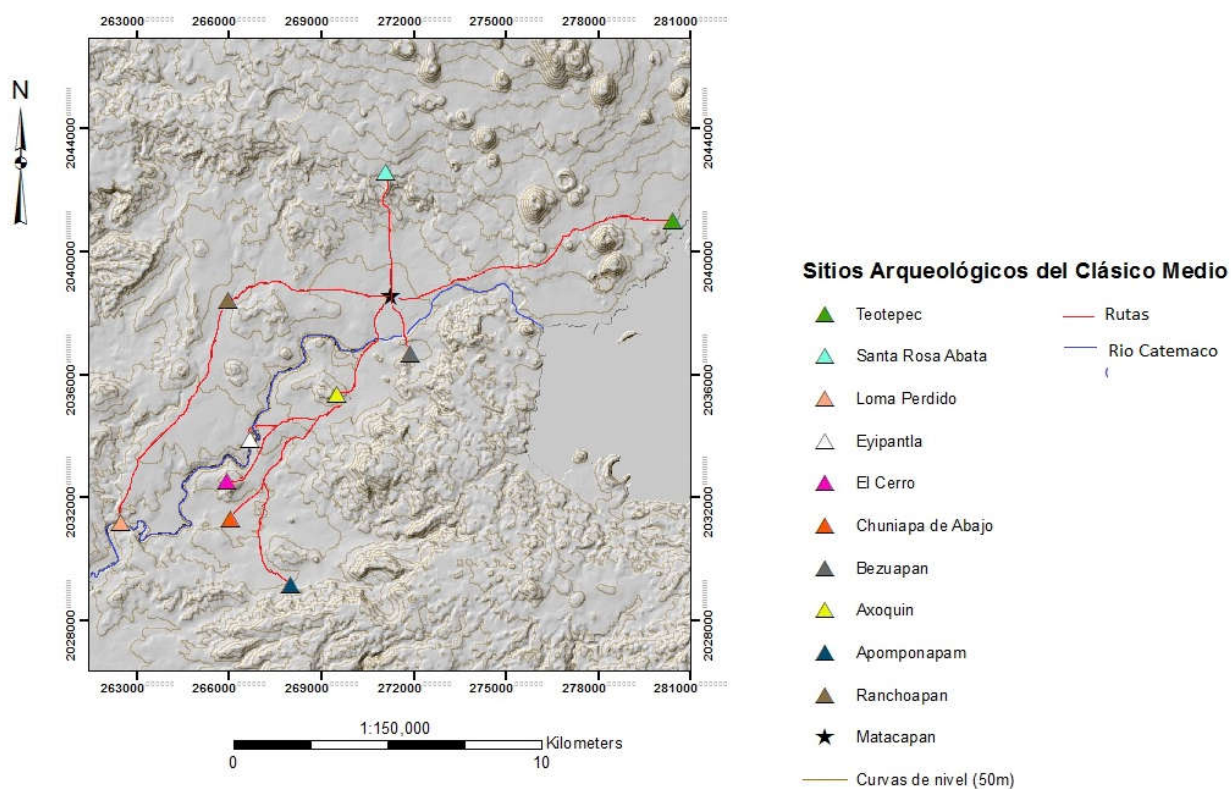 263000 266000 269000 272000 275000 278000 281000
N
2044000
2040000
2036000
2032000
2028000
2044000
2040000
2036000
2032000
2028000
263000 266000 269000 272000 275000 278000 281000
1:150,000
Kilometers
0 10
Sitios Arqueológicos del Clásico Medio
Teotepec
Santa Rosa Abata
Loma Perdido
Eyipantla
El Cerro
Chuniapa de Abajo
Bezuapan
Axoquin
Apomponapam
Ranchoapan
Matacapan
Curvas de nivel (50m)
Rutas
Rio Catemaco
(